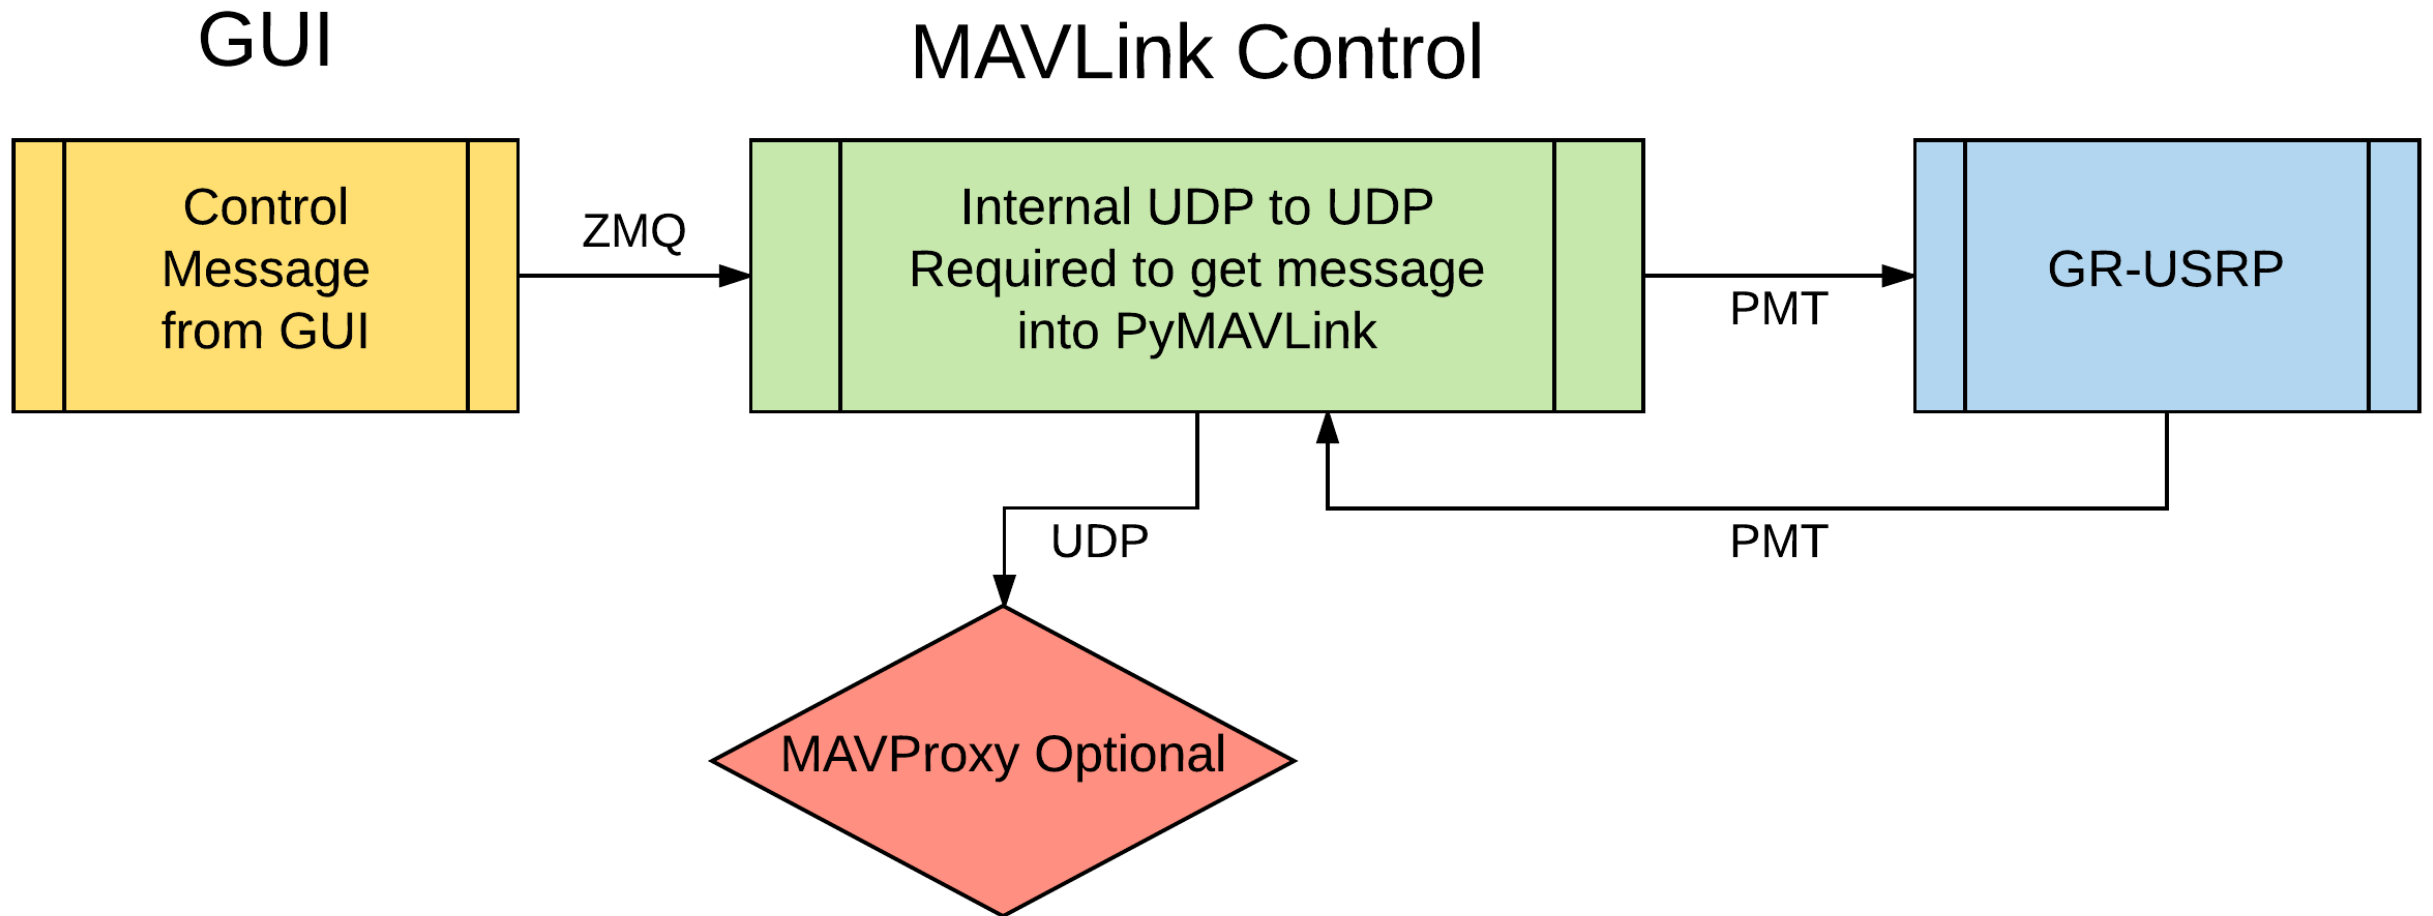 GUI
MAVLink Control
Control
Message
from GUI
ZMQ
Internal UDP to UDP
Required to get message
into PyMAVLink
PMT
GR-USRP
UDP
PMT
MAVProxy Optional